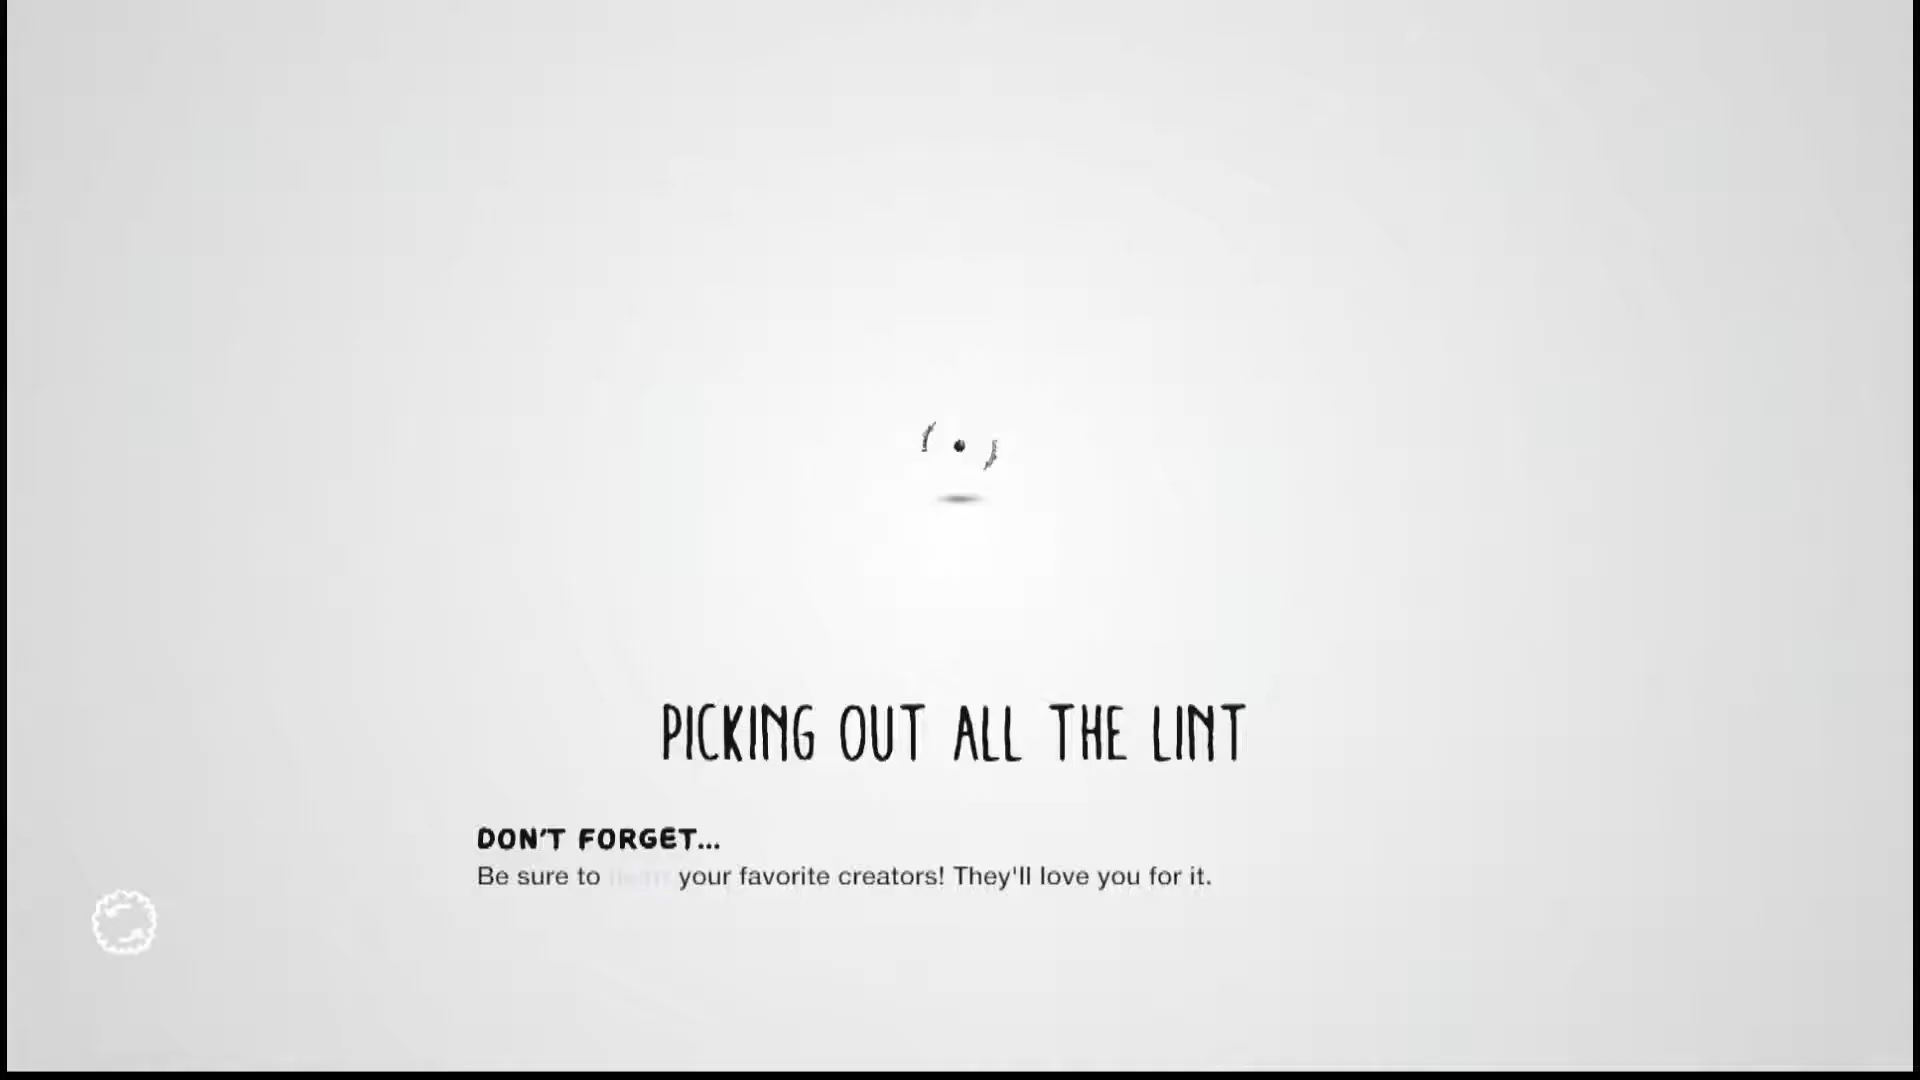 PICKING OUT ALL THE LINT
DON'T FORGET...
Be sure to your favorite creators! They'll love you for it.